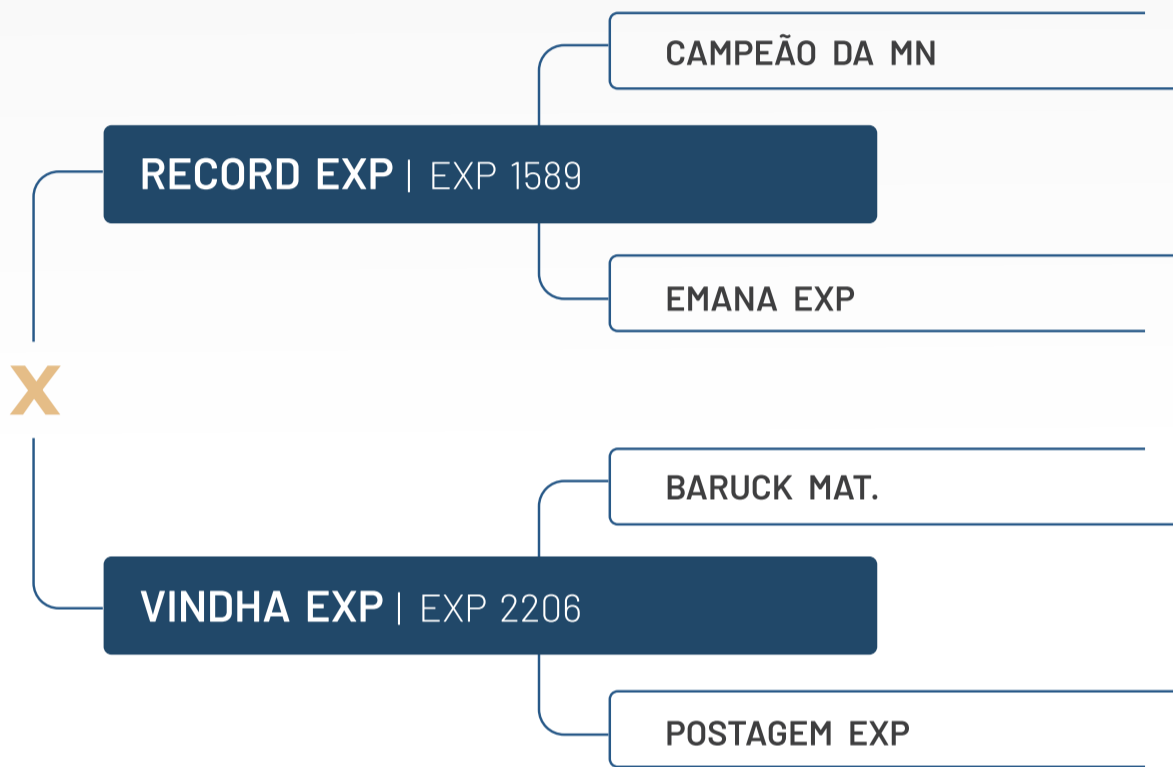 CAMPEÃO DA MN
RECORD EXP | EXP 1589
EMANA EXP
X
BARUCK MAT.
VINDHA EXP | EXP 2206
POSTAGEM EXP